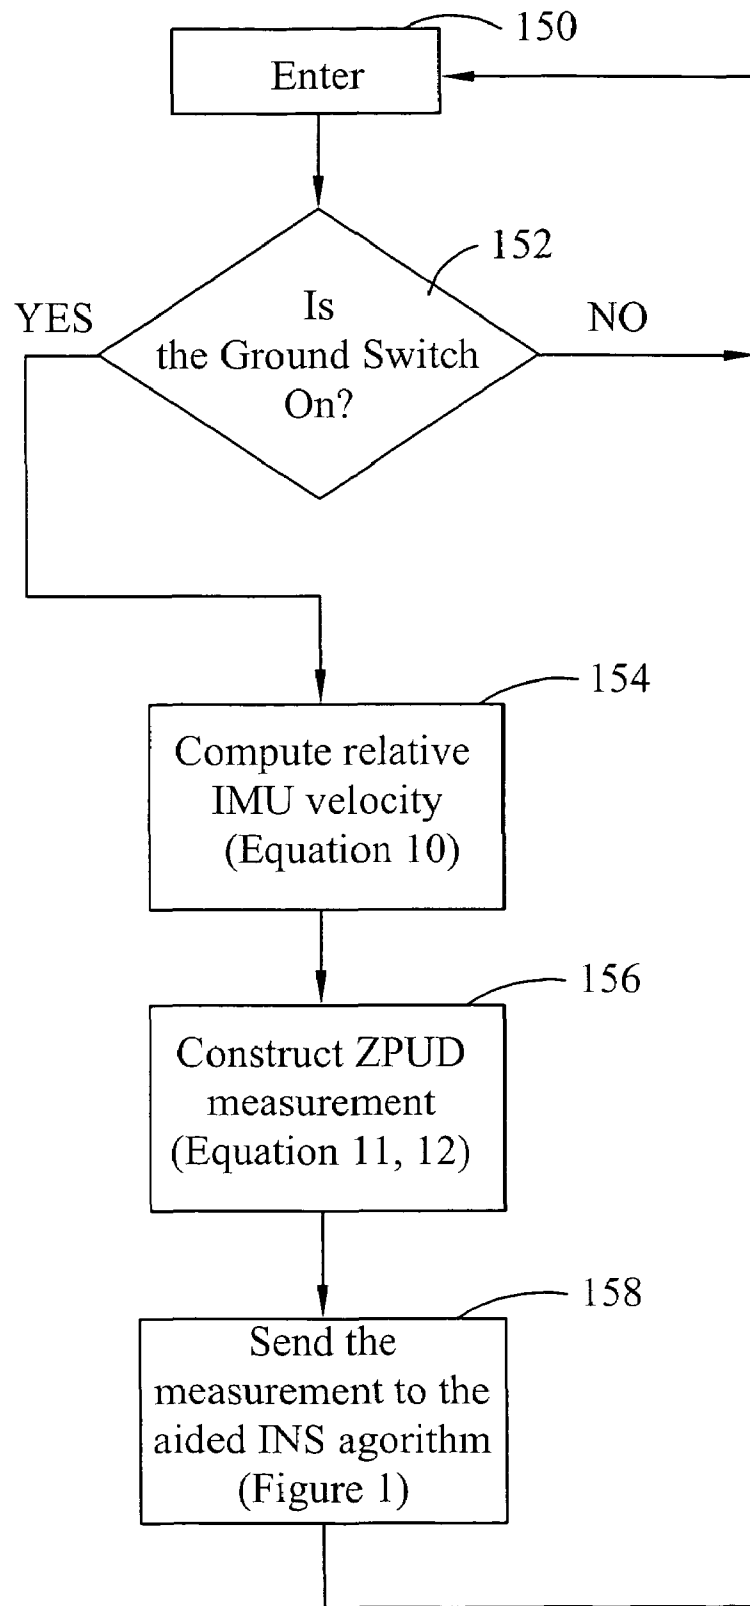 150
Enter
152
YES
NO
Is
the Ground Switch
On?
154
Compute relative
IMU velocity
(Equation 10)
156
Construct ZPUD
measurement
(Equation 11, 12)
158
Send the
measurement to the
aided INS agorithm
(Figure 1)